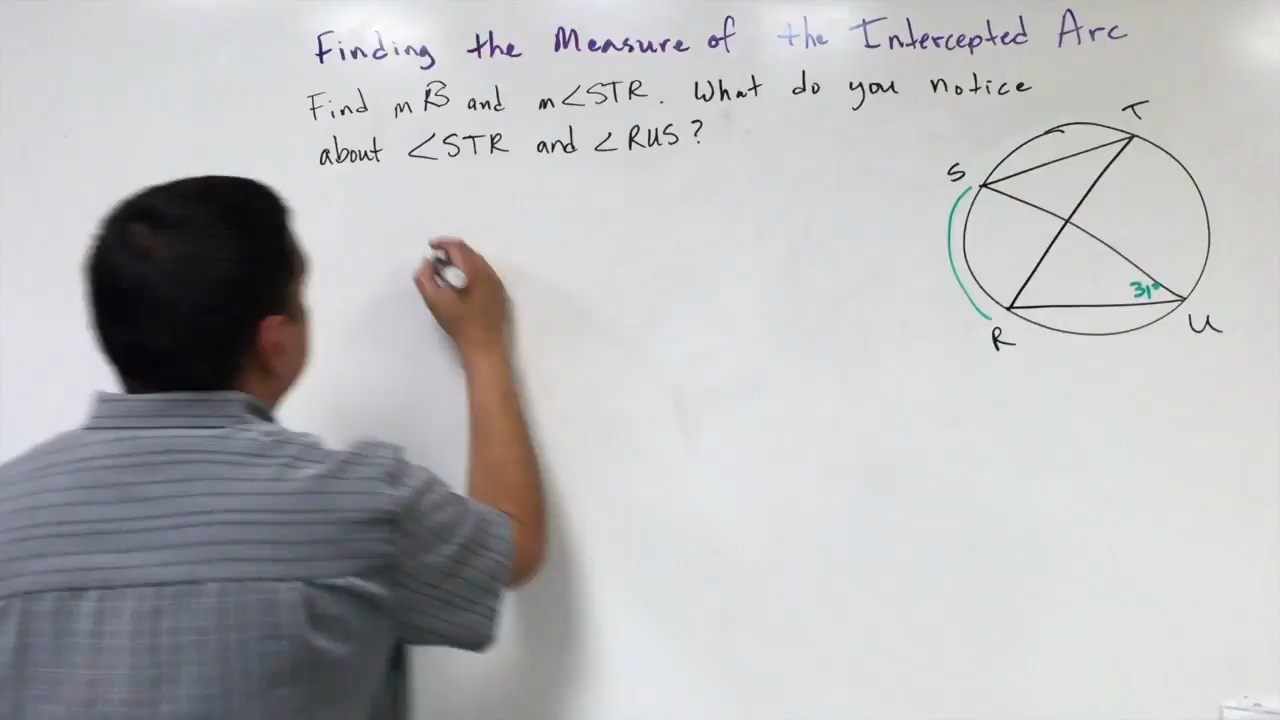 Finding the Measure of the Intercepted Arc
Find m RS and m∠STR. What do you notice
about ∠STR and ∠RUS?
T
S
31°
R
U